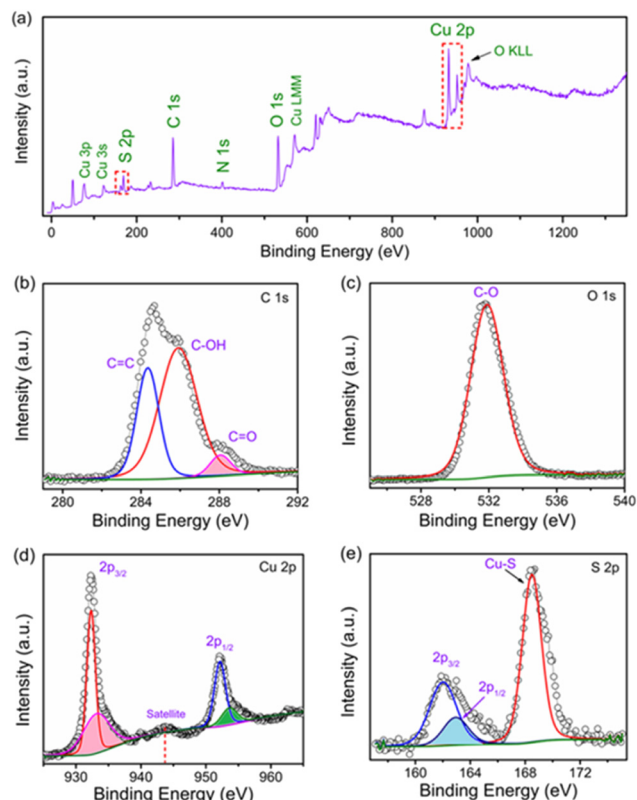 (a)
Cu 2p
O KLL
Cu 3p
Cu 3s
S 2p
C 1s
N 1s
O 1s
Cu LMM
Intensity (a.u.)
0 200 400 600 800 1000 1200
Binding Energy (eV)
(b)
C 1s
C=C
C-OH
C=O
Intensity (a.u.)
280 284 288 292
Binding Energy (eV)
(c)
O 1s
C-O
Intensity (a.u.)
528 532 536 540
Binding Energy (eV)
(d)
Cu 2p
2p3/2
2p1/2
Satellite
Intensity (a.u.)
930 940 950 960
Binding Energy (eV)
(e)
S 2p
Cu-S
2p3/2
2p1/2
Intensity (a.u.)
160 164 168 172
Binding Energy (eV)